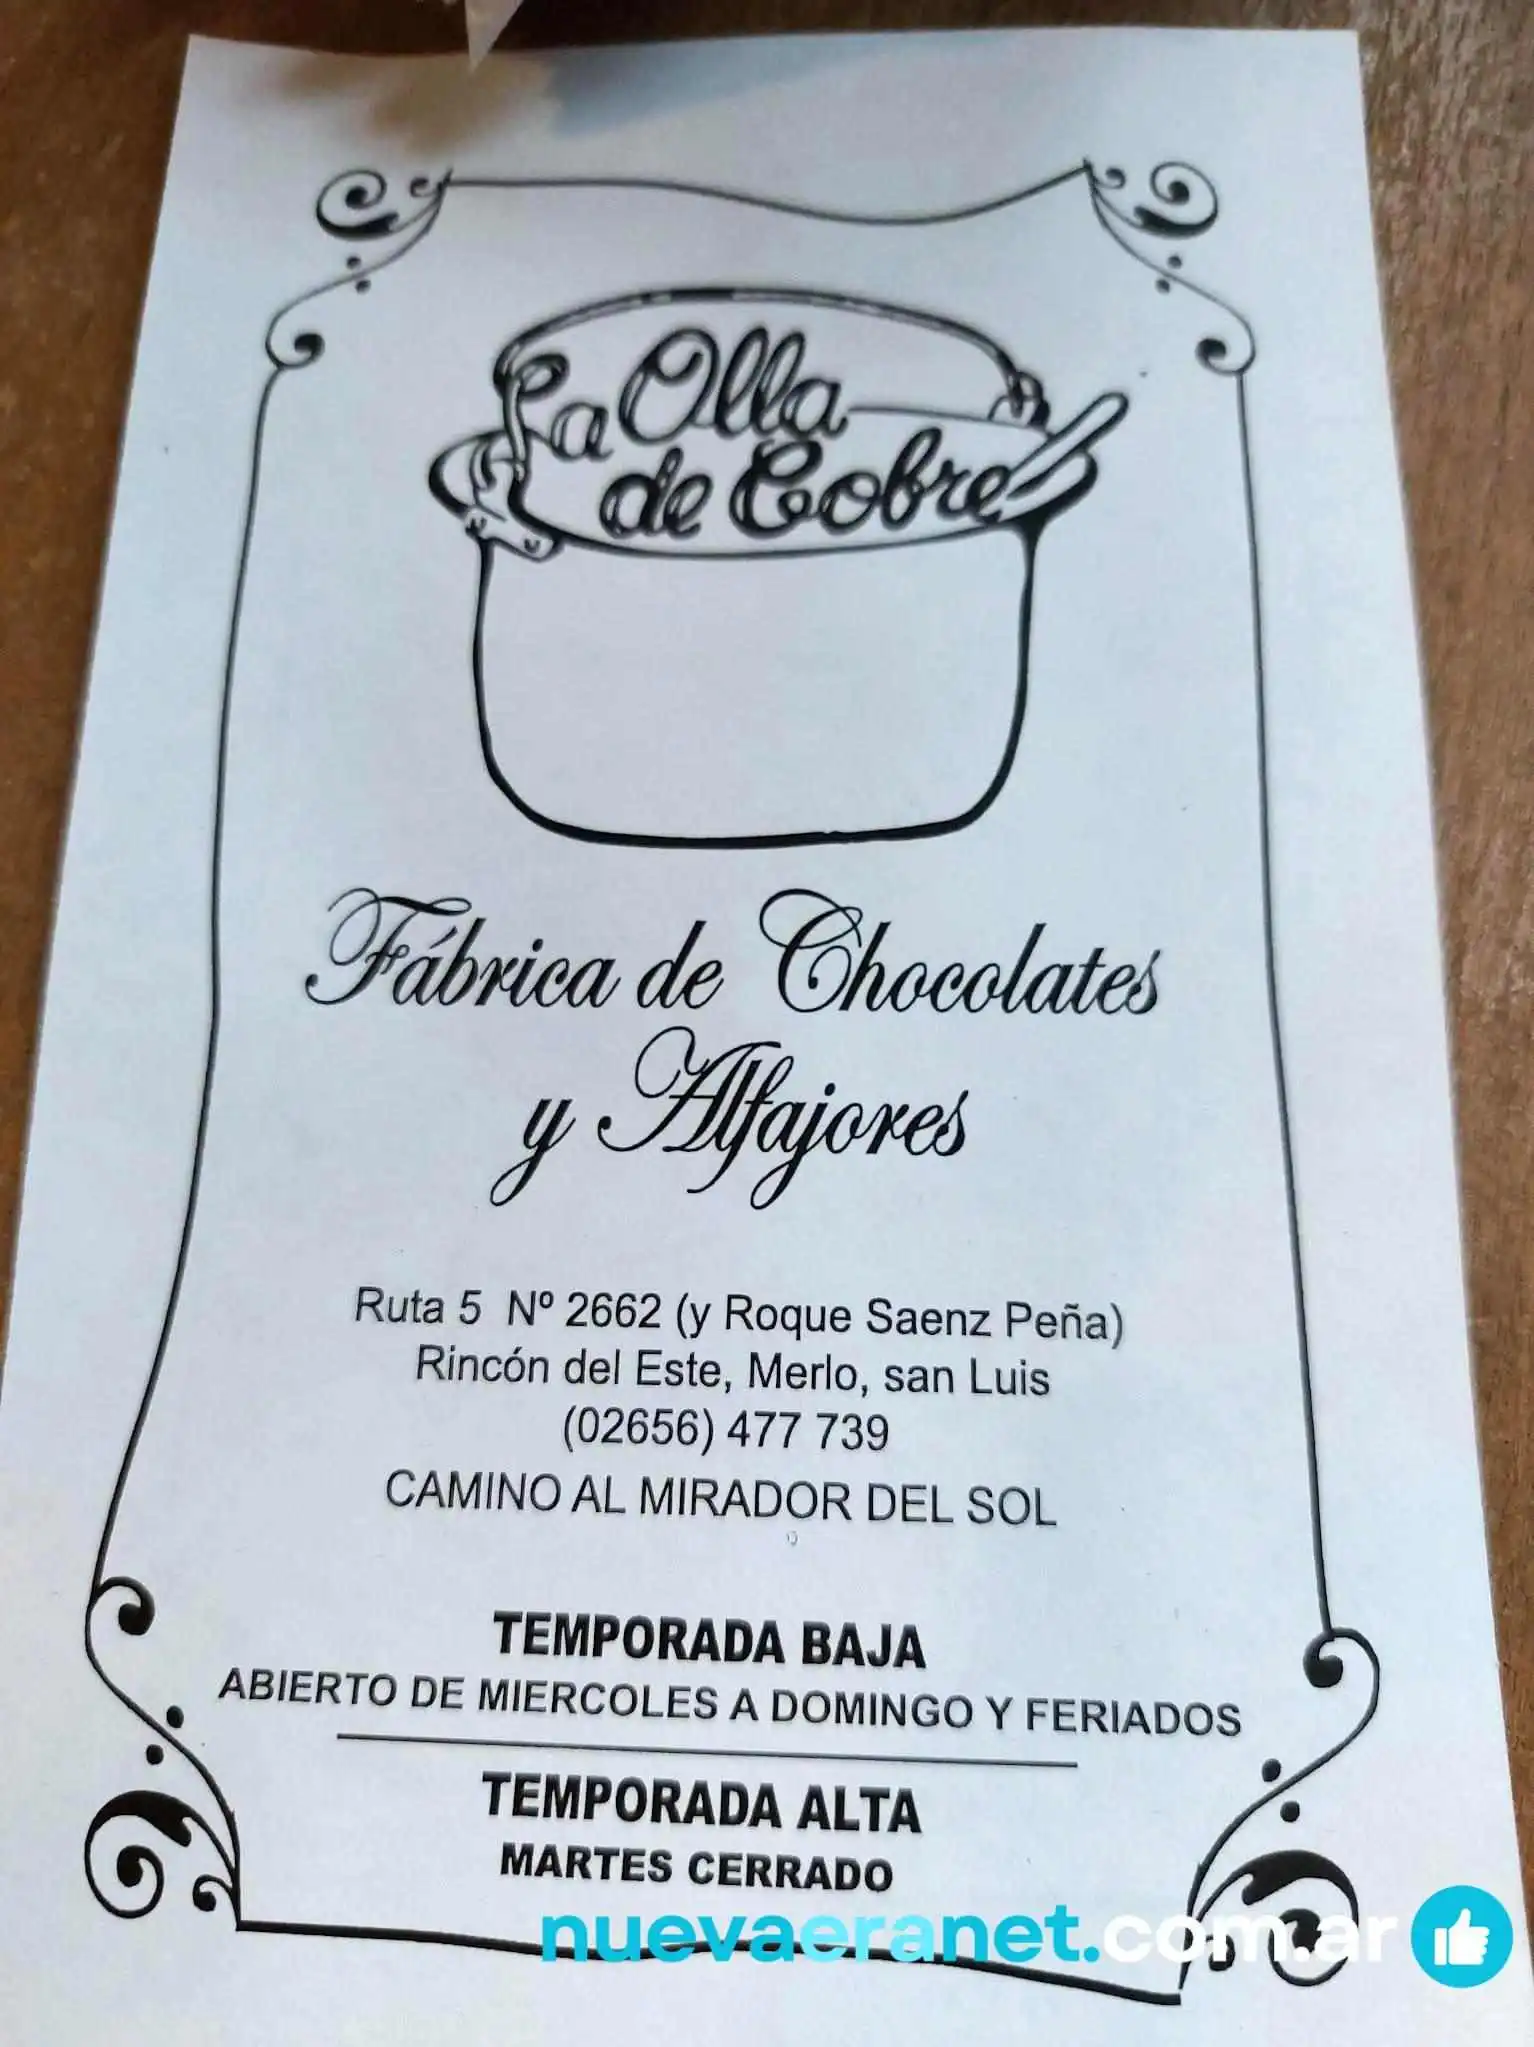 La Olla
de Cobre
Fábrica de Chocolates
y Alfajores
Ruta 5 Nº 2662 (y Roque Saenz Peña)
Rincón del Este, Merlo, san Luis
(02656) 477 739
CAMINO AL MIRADOR DEL SOL
TEMPORADA BAJA
ABIERTO DE MIERCOLES A DOMINGO Y FERIADOS
TEMPORADA ALTA
MARTES CERRADO
nuevaeranet.com.ar